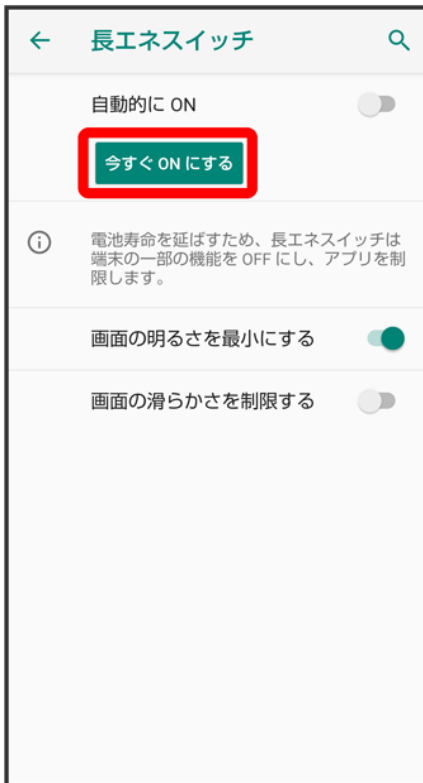 長エネスイッチ
自動的に ON
今すぐ ON にする
電池寿命を延ばすため、長エネスイッチは
端末の一部の機能を OFF にし、アプリを制
限します。
画面の明るさを最小にする
画面の滑らかさを制限する